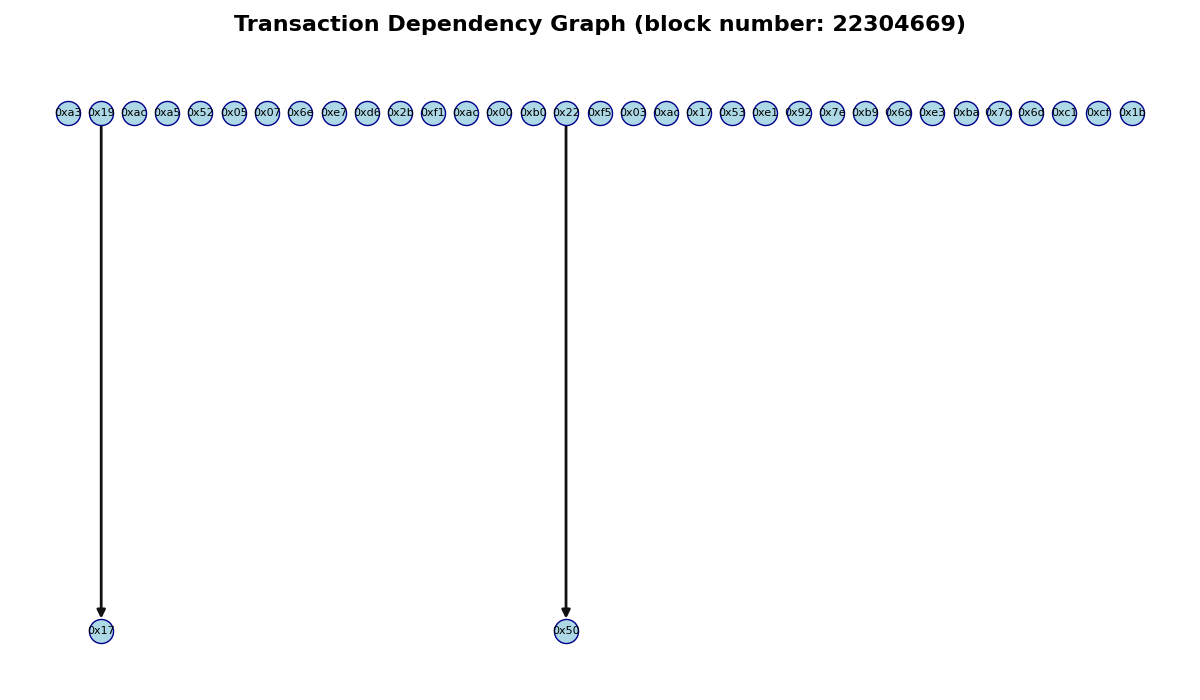 Transaction Dependency Graph (block number: 22304669)
0xa3 0x19 0xac 0xa5 0x52 0x05 0x07 0x6e 0xe7 0xd6 0x2b 0xf1 0xac 0x00 0xb0 0x22 0xf5 0x03 0xac 0x17 0x53 0xe1 0x92 0x7e 0xb9 0x6d 0xe3 0xba 0x7d 0x6d 0xc1 0xcf 0x1b
0x17 0x50